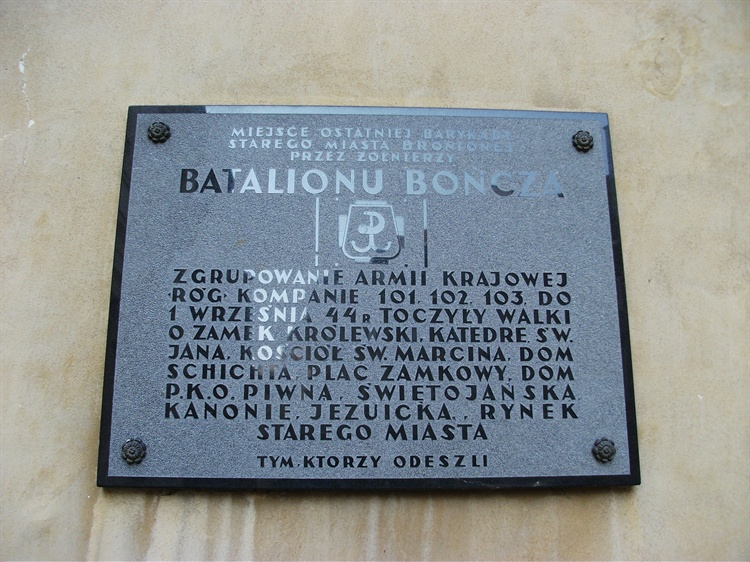 MIEJSCE OSTATNIEJ BARYKADY
STAREGO MIASTA BRONIONEJ
PRZEZ ŻOŁNIERZY
BATALIONU BOŃCZA
ZGRUPOWANIE ARMII KRAJOWEJ
RÓG. KOMPANIE 101. 102. 103. DO
1 WRZEŚNIA 44R TOCZYŁY WALKI
O ZAMEK KRÓLEWSKI. KATEDRĘ. ŚW.
JANA. KOŚCIÓŁ ŚW. MARCINA. DOM
SCHICHTA. PLAC ZAMKOWY. DOM
P.K.O. PIWNA. ŚWIĘTOJAŃSKA.
KANONIE. JEZUICKA. RYNEK
STAREGO MIASTA
TYM. KTÓRZY ODESZLI